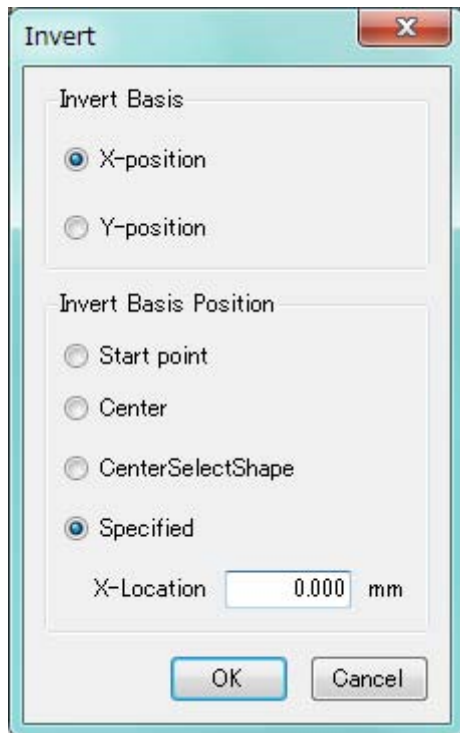 Invert
Invert Basis
X-position
Y-position
Invert Basis Position
Start point
Center
CenterSelectShape
Specified
X-Location 0.000 mm
OK Cancel